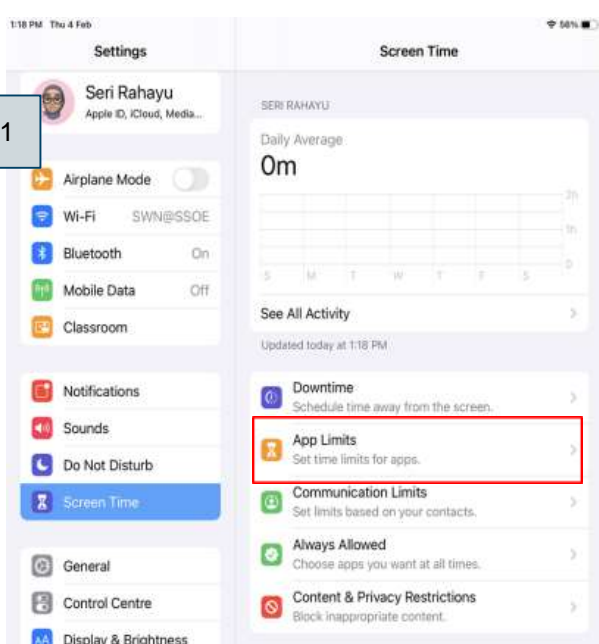 1:18 PM Thu 4 Feb
56%
Settings
Seri Rahayu
Apple ID, iCloud, Media...
1
Airplane Mode
Wi-Fi SWN@SSOE
Bluetooth On
Mobile Data Off
Classroom
Notifications
Sounds
Do Not Disturb
Screen Time
General
Control Centre
AA Display & Brightness
Screen Time
SERI RAHAYU
Daily Average
0m
2h
1h
0
S M T W T F S
See All Activity
Updated today at 1:18 PM
Downtime
Schedule time away from the screen.
App Limits
Set time limits for apps.
Communication Limits
Set limits based on your contacts.
Always Allowed
Choose apps you want at all times.
Content & Privacy Restrictions
Block inappropriate content.